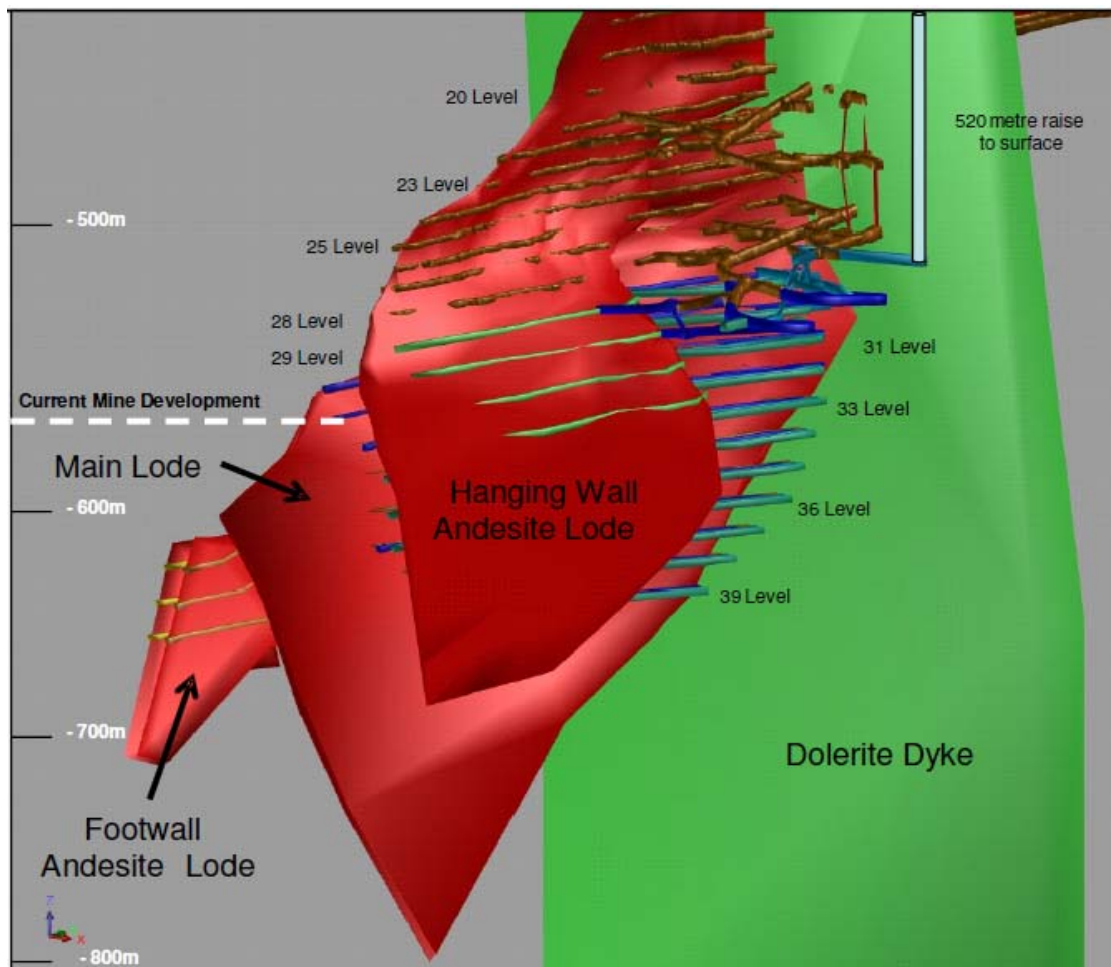 20 Level
520 metre raise
to surface
23 Level
- 500m
25 Level
28 Level
29 Level
31 Level
Current Mine Development
33 Level
Main Lode
Hanging Wall
Andesite Lode
- 600m
36 Level
39 Level
- 700m
Dolerite Dyke
Footwall
Andesite Lode
Z
X
- 800m